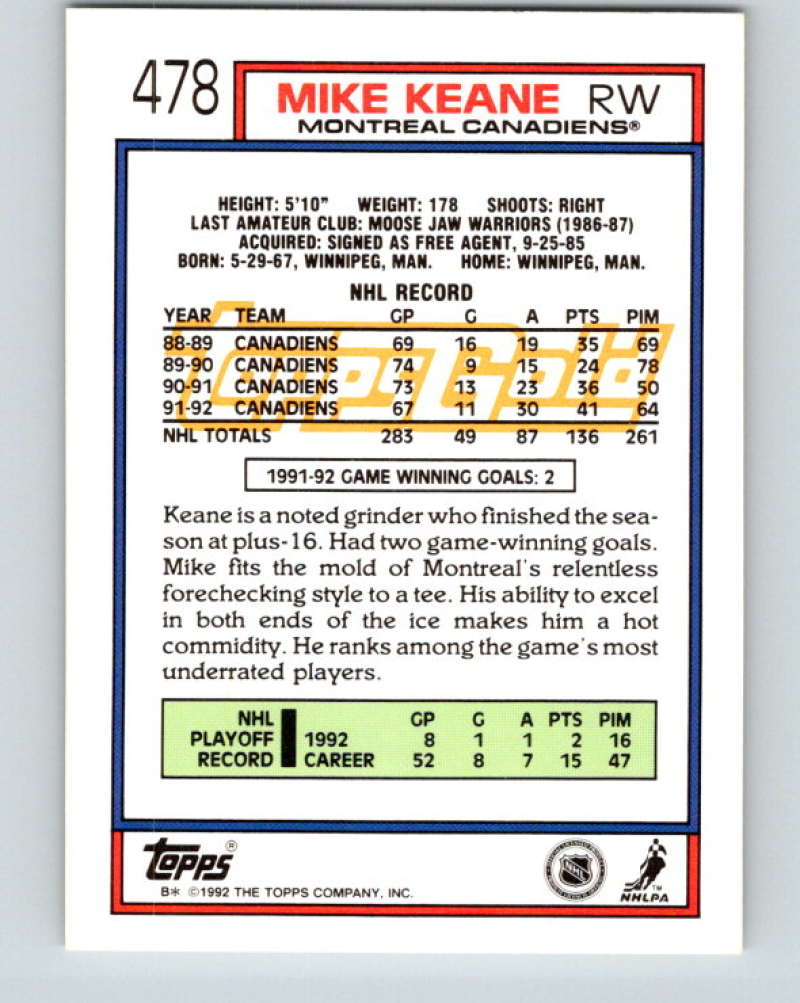 478 MIKE KEANE RW
MONTREAL CANADIENS®
HEIGHT: 5'10" WEIGHT: 178 SHOOTS: RIGHT
LAST AMATEUR CLUB: MOOSE JAW WARRIORS (1986-87)
ACQUIRED: SIGNED AS FREE AGENT, 9-25-85
BORN: 5-29-67, WINNIPEG, MAN. HOME: WINNIPEG, MAN.
NHL RECORD
YEAR TEAM GP G A PTS PIM
88-89 CANADIENS 69 16 19 35 69
89-90 CANADIENS 74 9 15 24 78
90-91 CANADIENS 73 13 23 36 50
91-92 CANADIENS 67 11 30 41 64
ToppsGold
NHL TOTALS 283 49 87 136 261
1991-92 GAME WINNING GOALS: 2
Keane is a noted grinder who finished the sea-
son at plus-16. Had two game-winning goals.
Mike fits the mold of Montreal's relentless
forechecking style to a tee. His ability to excel
in both ends of the ice makes him a hot
commidity. He ranks among the game's most
underrated players.
NHL GP G A PTS PIM
PLAYOFF 1992 8 1 1 2 16
RECORD CAREER 52 8 7 15 47
TOPPS®
B* ©1992 THE TOPPS COMPANY, INC.
NHL
™
NHLPA